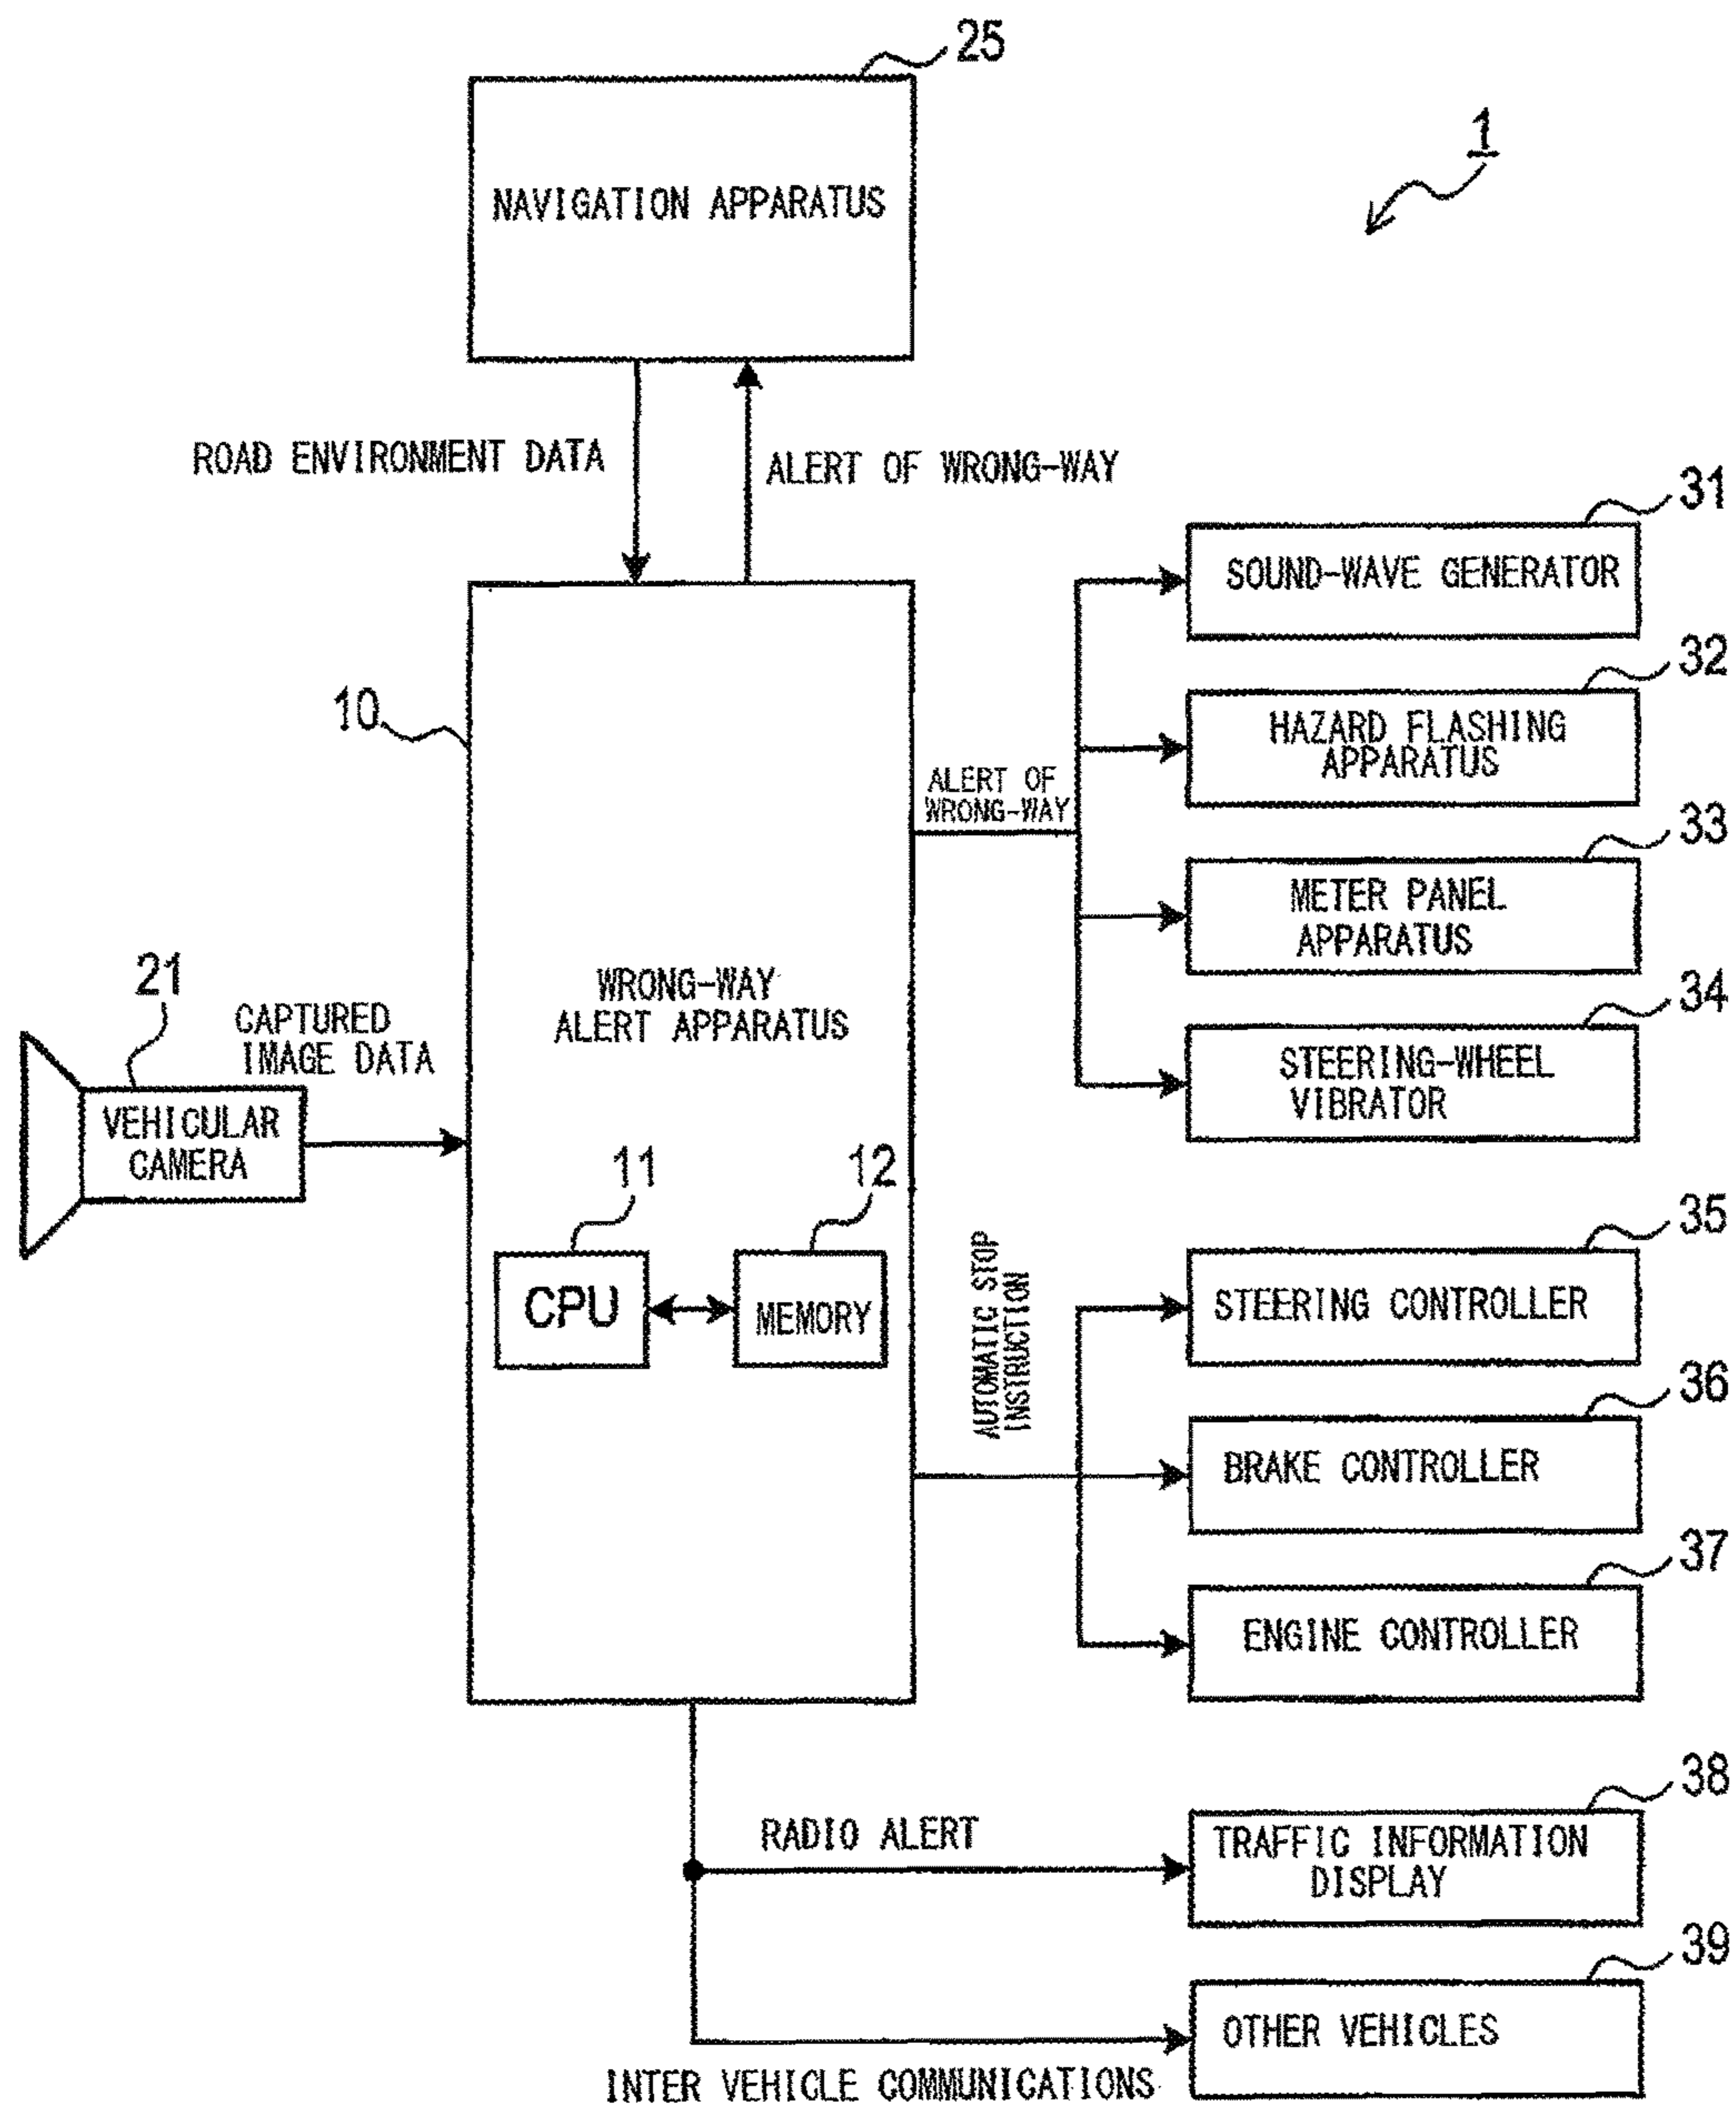 25
1
NAVIGATION APPARATUS
ROAD ENVIRONMENT DATA
ALERT OF WRONG-WAY
31
SOUND-WAVE GENERATOR
32
HAZARD FLASHING
APPARATUS
10
ALERT OF
WRONG-WAY
33
METER PANEL
APPARATUS
21
CAPTURED
IMAGE DATA
WRONG-WAY
ALERT APPARATUS
34
STEERING-WHEEL
VIBRATOR
VEHICULAR
CAMERA
11
12
CPU
MEMORY
AUTOMATIC STOP
INSTRUCTION
35
STEERING CONTROLLER
36
BRAKE CONTROLLER
37
ENGINE CONTROLLER
38
RADIO ALERT
TRAFFIC INFORMATION
DISPLAY
39
OTHER VEHICLES
INTER VEHICLE COMMUNICATIONS